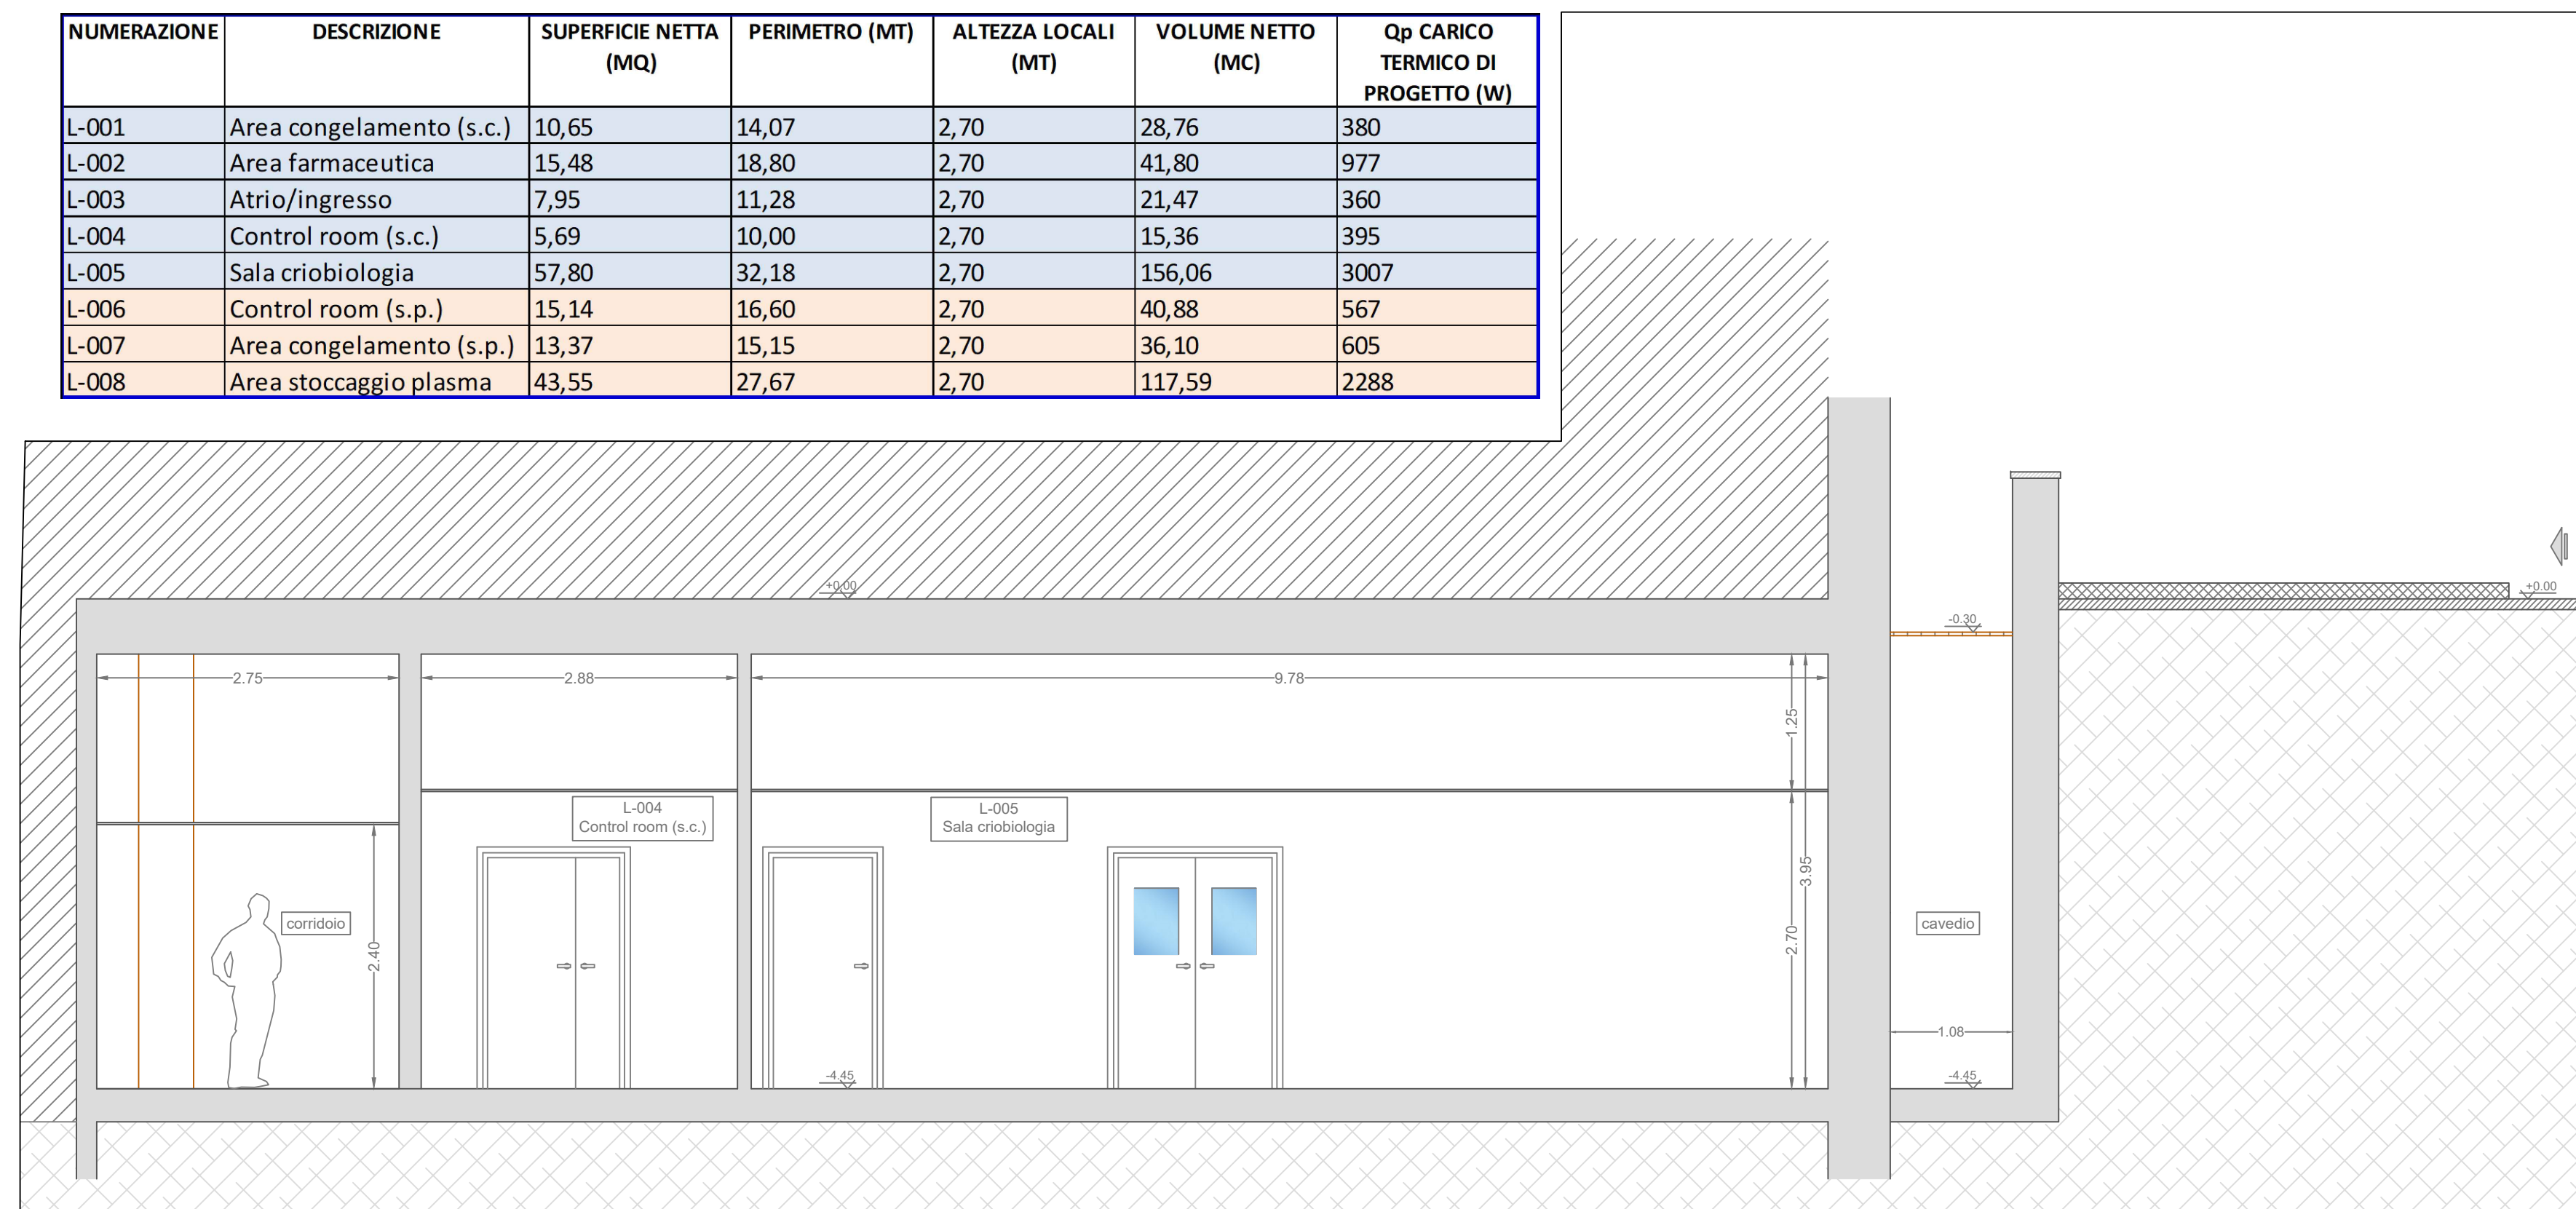 NUMERAZIONE DESCRIZIONE SUPERFICIE NETTA (MQ) PERIMETRO (MT) ALTEZZA LOCALI (MT) VOLUME NETTO (MC) Qp CARICO TERMICO DI PROGETTO (W)
L-001 Area congelamento (s.c.) 10,65 14,07 2,70 28,76 380
L-002 Area farmaceutica 15,48 18,80 2,70 41,80 977
L-003 Atrio/ingresso 7,95 11,28 2,70 21,47 360
L-004 Control room (s.c.) 5,69 10,00 2,70 15,36 395
L-005 Sala criobiologia 57,80 32,18 2,70 156,06 3007
L-006 Control room (s.p.) 15,14 16,60 2,70 40,88 567
L-007 Area congelamento (s.p.) 13,37 15,15 2,70 36,10 605
L-008 Area stoccaggio plasma 43,55 27,67 2,70 117,59 2288
+0.00
+0.00
-0.30
2.75
2.88
9.78
1.25
L-004
Control room (s.c.)
L-005
Sala criobiologia
3.95
corridoio
2.40
2.70
cavedio
1.08
-4.45
-4.45